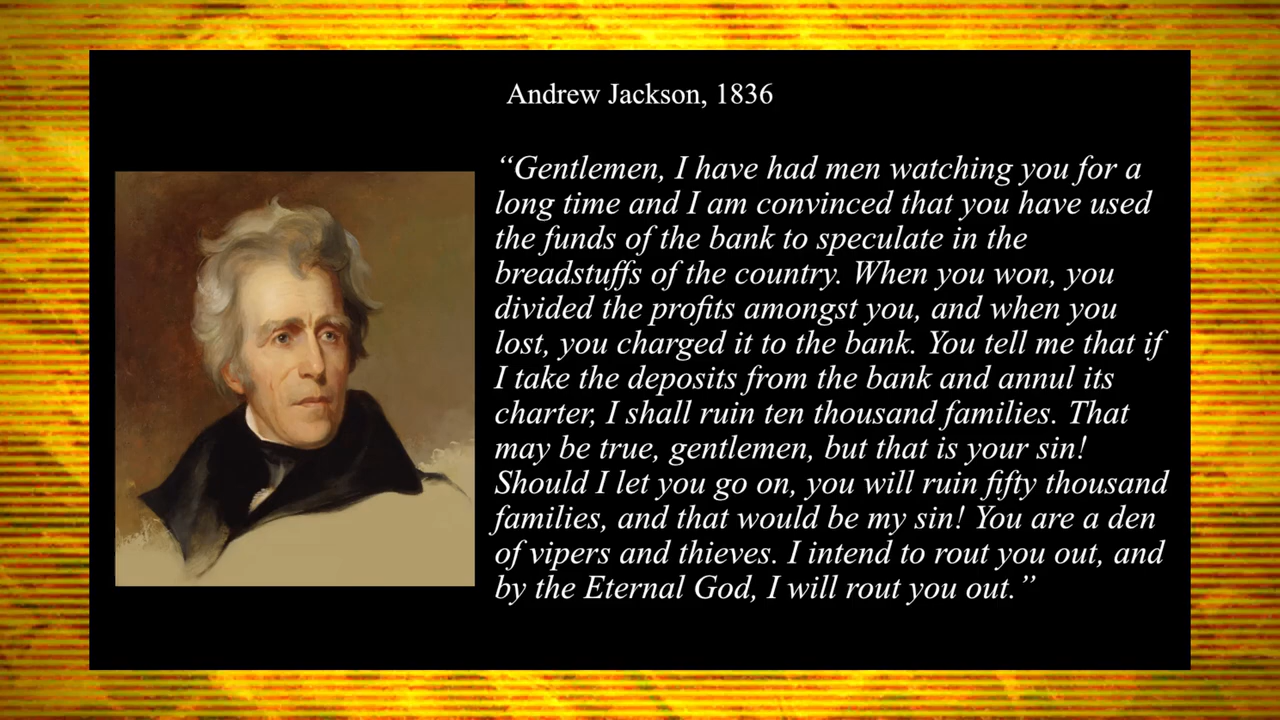 Andrew Jackson, 1836
“Gentlemen, I have had men watching you for a
long time and I am convinced that you have used
the funds of the bank to speculate in the
breadstuffs of the country. When you won, you
divided the profits amongst you, and when you
lost, you charged it to the bank. You tell me that if
I take the deposits from the bank and annul its
charter, I shall ruin ten thousand families. That
may be true, gentlemen, but that is your sin!
Should I let you go on, you will ruin fifty thousand
families, and that would be my sin! You are a den
of vipers and thieves. I intend to rout you out, and
by the Eternal God, I will rout you out.”